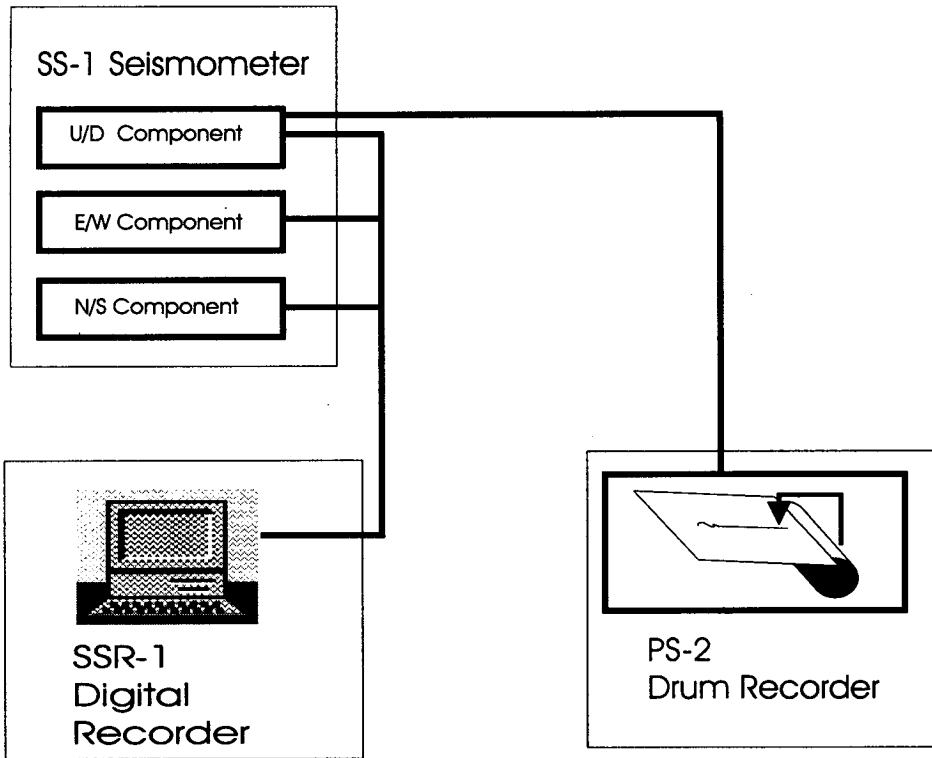 SS-1 Seismometer
U/D Component
E/W Component
N/S Component
SSR-1
Digital
Recorder
PS-2
Drum Recorder